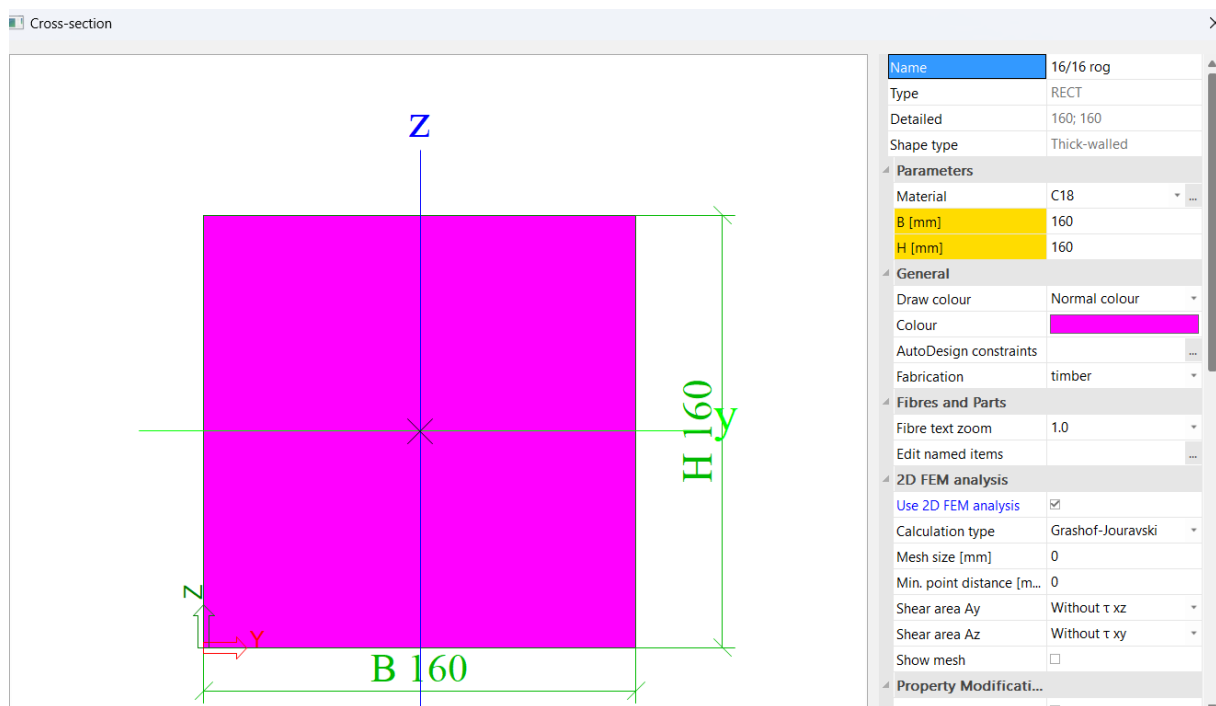 Cross-section
z
y
H 160
B 160
Z
Y
Name 16/16 rog
Type RECT
Detailed 160; 160
Shape type Thick-walled
Parameters
Material C18 ...
B [mm] 160
H [mm] 160
General
Draw colour Normal colour
Colour
AutoDesign constraints ...
Fabrication timber
Fibres and Parts
Fibre text zoom 1.0
Edit named items ...
2D FEM analysis
Use 2D FEM analysis
Calculation type Grashof-Jouravski
Mesh size [mm] 0
Min. point distance [m... 0
Shear area Ay Without τ xz
Shear area Az Without τ xy
Show mesh
Property Modificati...